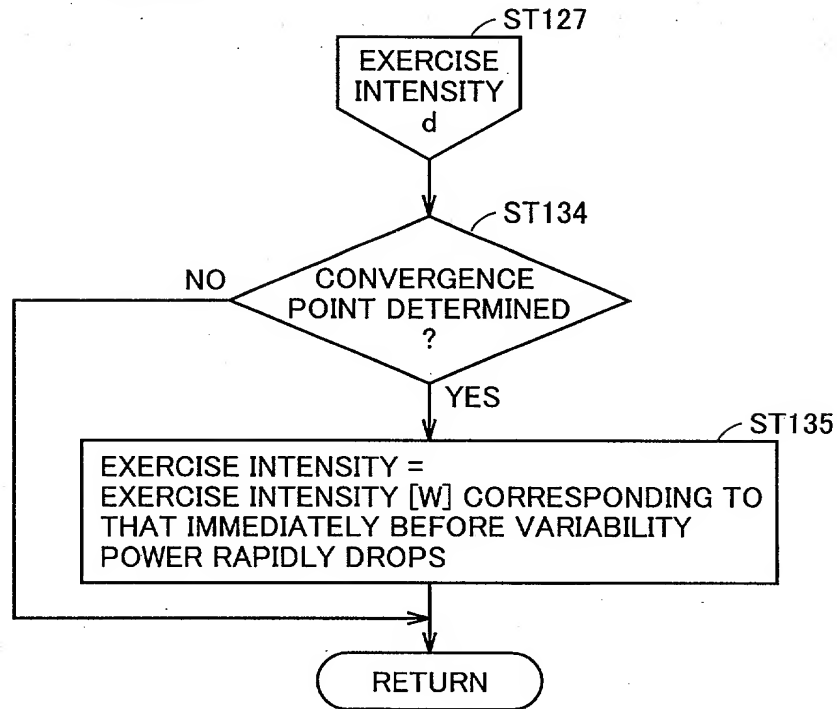 ST127
EXERCISE
INTENSITY
d
ST134
NO
CONVERGENCE
POINT DETERMINED
?
YES
ST135
EXERCISE INTENSITY =
EXERCISE INTENSITY [W] CORRESPONDING TO
THAT IMMEDIATELY BEFORE VARIABILITY
POWER RAPIDLY DROPS
RETURN